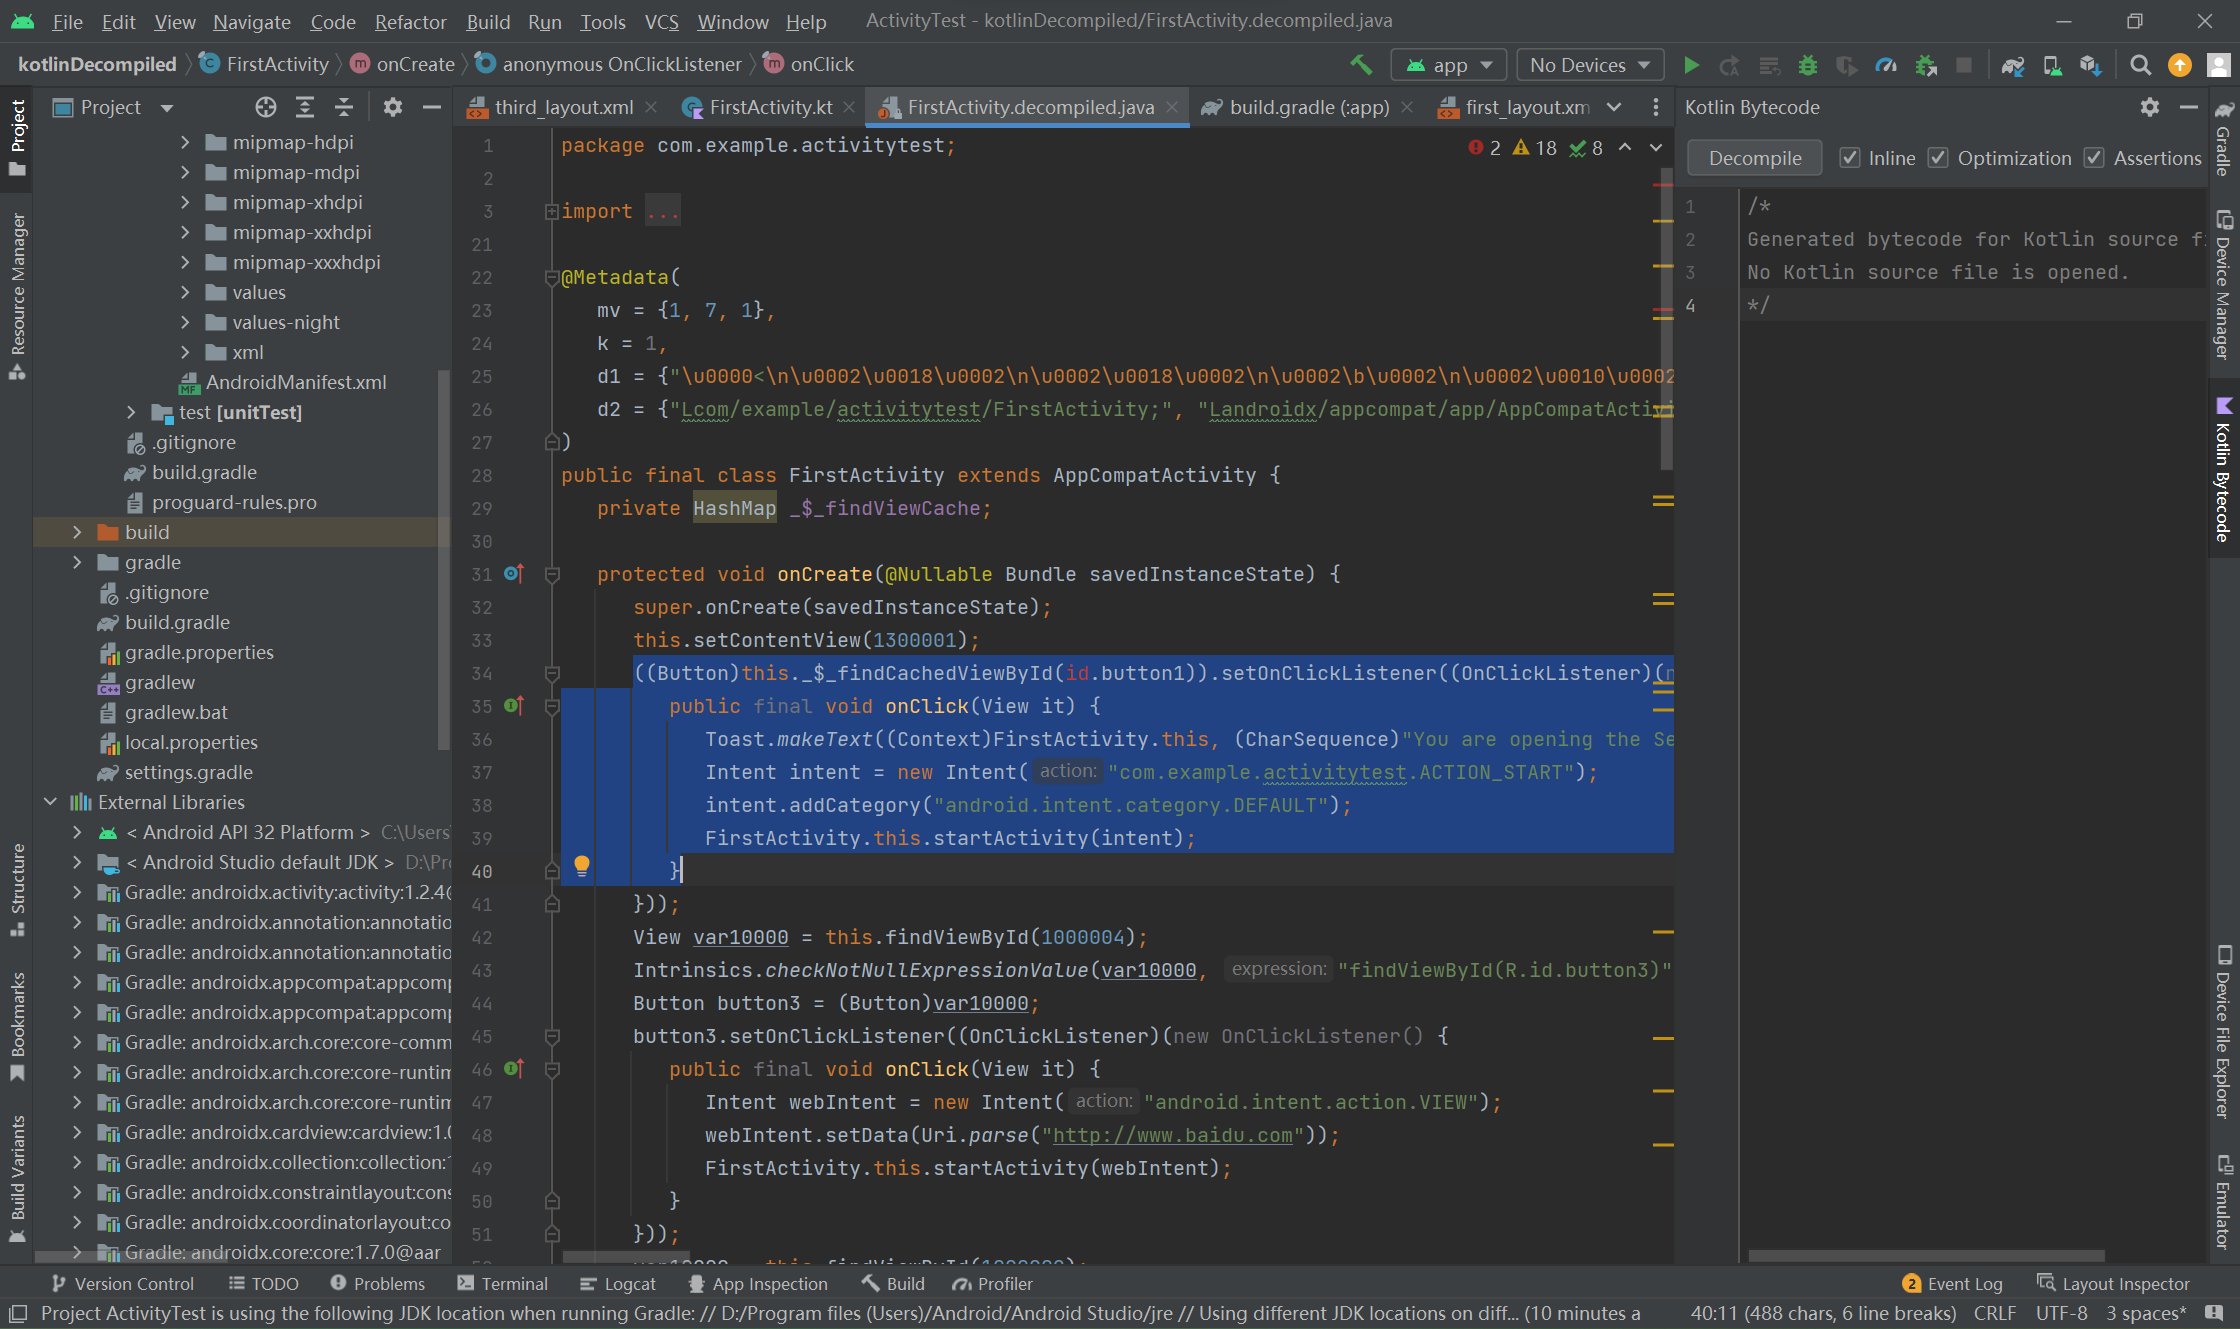 File Edit View Navigate Code Refactor Build Run Tools VCS Window Help ActivityTest - kotlinDecompiled/FirstActivity.decompiled.java
kotlinDecompiled FirstActivity onCreate anonymous OnClickListener onClick app No Devices
Project
third_layout.xml FirstActivity.kt FirstActivity.decompiled.java build.gradle (:app) first_layout.xm
Kotlin Bytecode
Decompile Inline Optimization Assertions
Project
Resource Manager
Structure
Bookmarks
Build Variants
mipmap-hdpi
mipmap-mdpi
mipmap-xhdpi
mipmap-xxhdpi
mipmap-xxxhdpi
values
values-night
xml
AndroidManifest.xml
test [unitTest]
.gitignore
build.gradle
proguard-rules.pro
build
gradle
.gitignore
build.gradle
gradle.properties
gradlew
gradlew.bat
local.properties
settings.gradle
External Libraries
< Android API 32 Platform > C:\Users\
< Android Studio default JDK > D:\Pr
Gradle: androidx.activity:activity:1.2.4
Gradle: androidx.annotation:annotatio
Gradle: androidx.annotation:annotatio
Gradle: androidx.appcompat:appcom
Gradle: androidx.appcompat:appcom
Gradle: androidx.arch.core:core-comm
Gradle: androidx.arch.core:core-runtim
Gradle: androidx.arch.core:core-runtim
Gradle: androidx.cardview:cardview:1.0
Gradle: androidx.collection:collection:1
Gradle: androidx.constraintlayout:cons
Gradle: androidx.coordinatorlayout:co
Gradle: androidx.core:core:1.7.0@aar
2 18 8
1 package com.example.activitytest;
2
3 import ...
21
22 @Metadata(
23 mv = {1, 7, 1},
24 k = 1,
25 d1 = {"\u0000<\n\u0002\u0018\u0002\n\u0002\u0018\u0002\n\u0002\b\u0002\n\u0002\u0010\u0002
26 d2 = {"Lcom/example/activitytest/FirstActivity;", "Landroidx/appcompat/app/AppCompatActivi
27 )
28 public final class FirstActivity extends AppCompatActivity {
29 private HashMap _$_findViewCache;
30
31 protected void onCreate(@Nullable Bundle savedInstanceState) {
32 super.onCreate(savedInstanceState);
33 this.setContentView(1300001);
34 ((Button)this._$_findCachedViewById(id.button1)).setOnClickListener((OnClickListener)(n
35 public final void onClick(View it) {
36 Toast.makeText((Context)FirstActivity.this, (CharSequence)"You are opening the Se
37 Intent intent = new Intent( action: "com.example.activitytest.ACTION_START");
38 intent.addCategory("android.intent.category.DEFAULT");
39 FirstActivity.this.startActivity(intent);
40 }
41 }));
42 View var10000 = this.findViewById(1000004);
43 Intrinsics.checkNotNullExpressionValue(var10000, expression: "findViewById(R.id.button3)"
44 Button button3 = (Button)var10000;
45 button3.setOnClickListener((OnClickListener)(new OnClickListener() {
46 public final void onClick(View it) {
47 Intent webIntent = new Intent( action: "android.intent.action.VIEW");
48 webIntent.setData(Uri.parse("http://www.baidu.com"));
49 FirstActivity.this.startActivity(webIntent);
50 }
51 }));
1 /*
2 Generated bytecode for Kotlin source fi
3 No Kotlin source file is opened.
4 */
Gradle
Device Manager
Kotlin Bytecode
Device File Explorer
Emulator
Version Control TODO Problems Terminal Logcat App Inspection Build Profiler 2 Event Log Layout Inspector
Project ActivityTest is using the following JDK location when running Gradle: // D:/Program files (Users)/Android/Android Studio/jre // Using different JDK locations on diff... (10 minutes a 40:11 (488 chars, 6 line breaks) CRLF UTF-8 3 spaces*